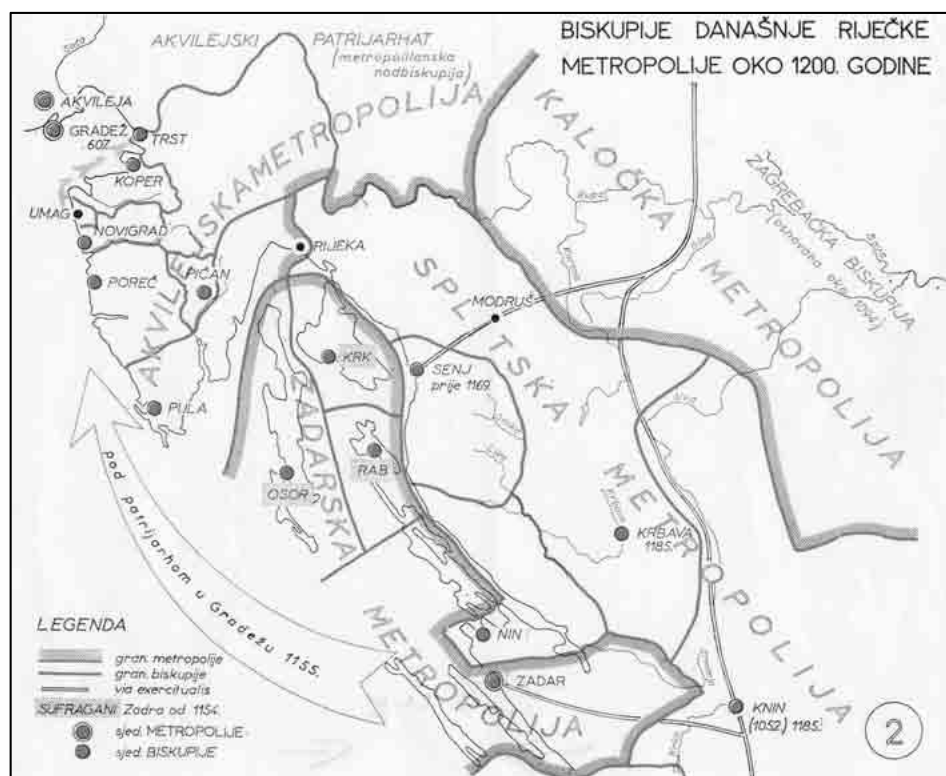 BISKUPIJE DANAŠNJE RIJEČKE
METROPOLIJE OKO 1200. GODINE
AKVILEJSKI PATRIJARHAT
(metropolitanska
nadbiskupija)
AKVILEJSKA METROPOLIJA
KALOČKA
METROPOLIJA
ZAGREBAČKA BISKUPIJA
(osnovana oko 1094.)
SPLITSKA
METROPOLIJA
ZADARSKA
METROPOLIJA
AKVILEJA
GRADEŽ
607.
TRST
KOPER
UMAG
NOVIGRAD
POREČ
PIĆAN
PULA
RIJEKA
MODRUŠ
KRK
SENJ
prije 1169.
RAB
OSOR
KRBAVA
1185.
NIN
ZADAR
KNIN
(1052) 1185.
pod patrijarhom u Gradežu 1155.
LEGENDA
gran. metropolije
gran. biskupije
via exercitualis
SUFRAGANI Zadra od 1154.
sjed. METROPOLIJE
sjed. BISKUPIJE
2